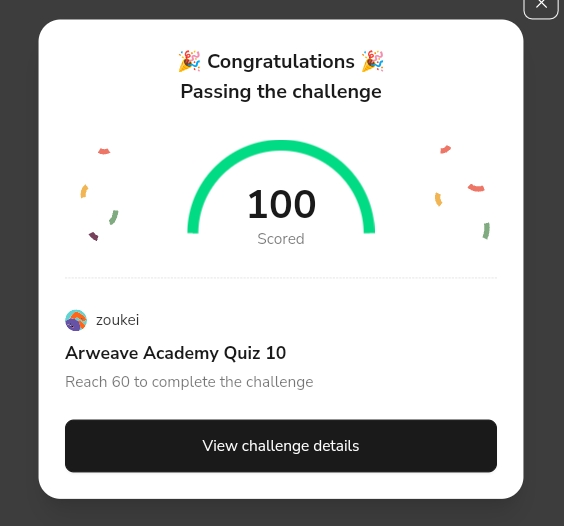 🎉 Congratulations 🎉
Passing the challenge
100
Scored
zoukei
Arweave Academy Quiz 10
Reach 60 to complete the challenge
View challenge details